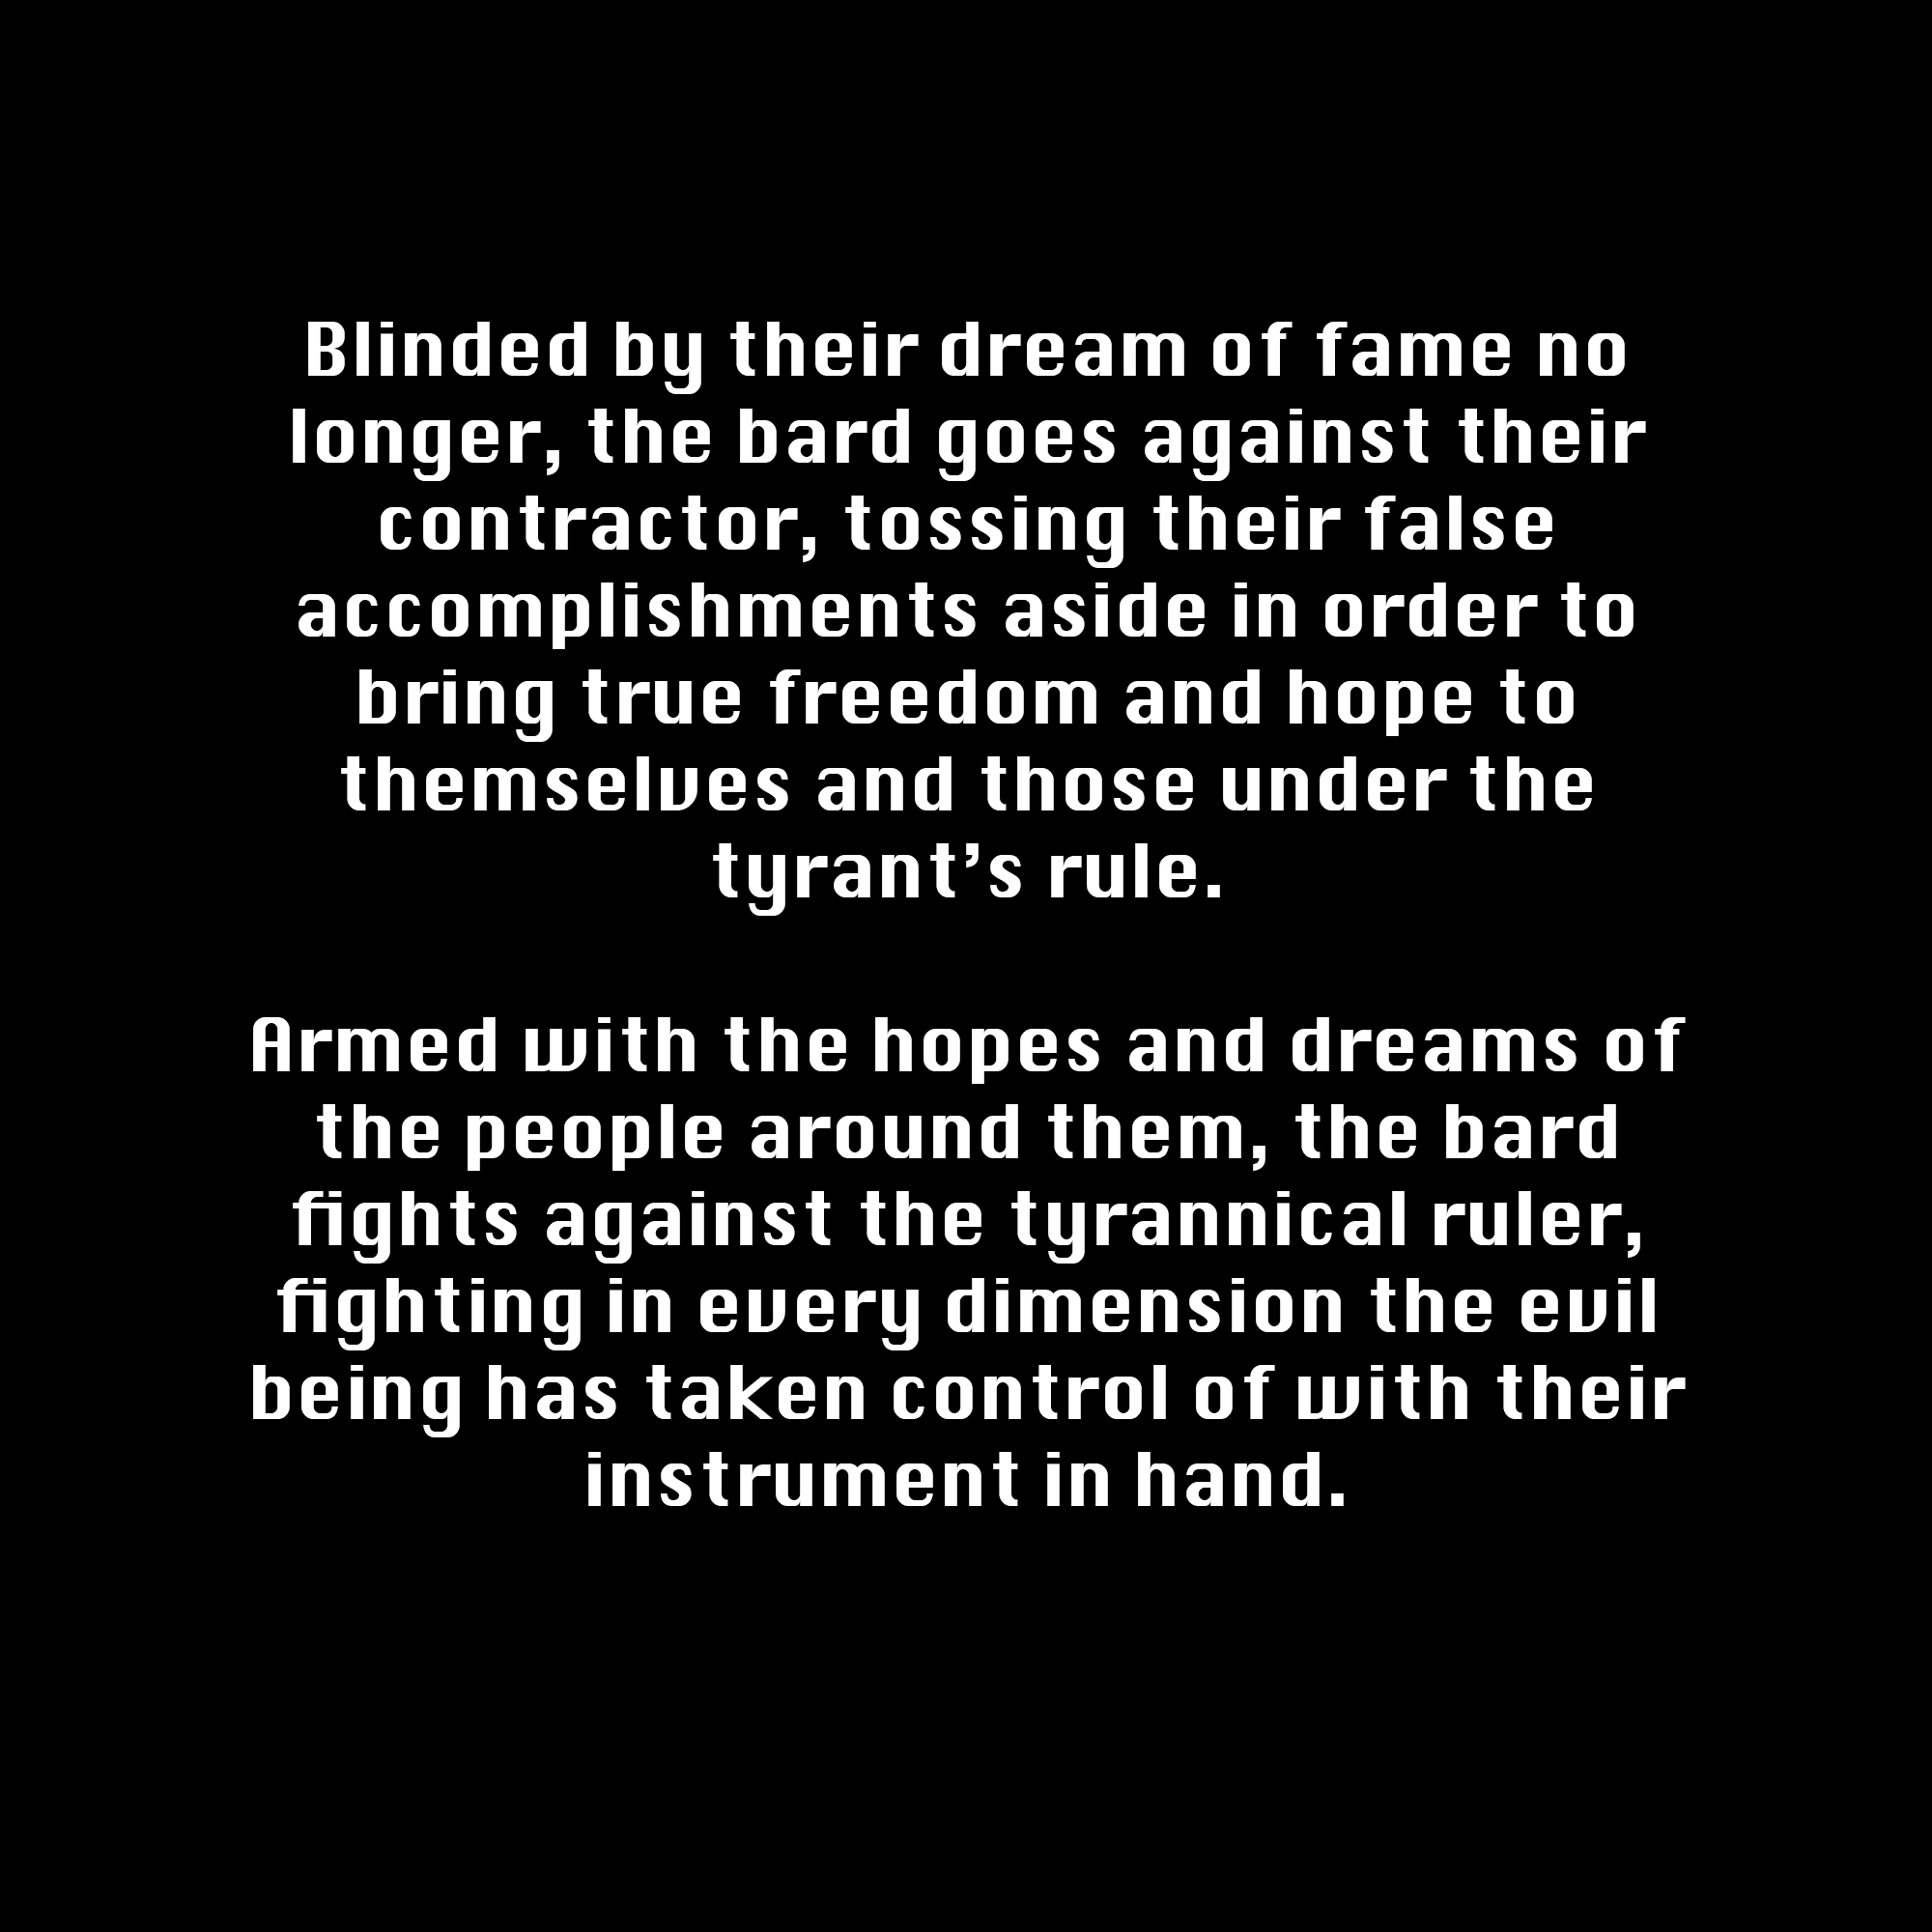 Blinded by their dream of fame no
longer, the bard goes against their
contractor, tossing their false
accomplishments aside in order to
bring true freedom and hope to
themselves and those under the
tyrant’s rule.
Armed with the hopes and dreams of
the people around them, the bard
fights against the tyrannical ruler,
fighting in every dimension the evil
being has taken control of with their
instrument in hand.